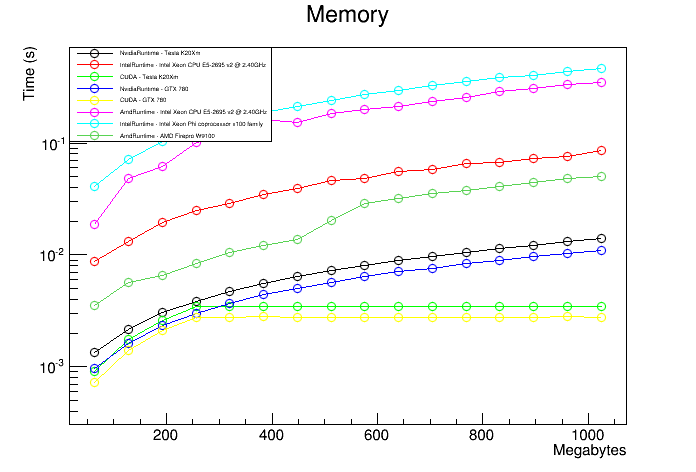 Memory
Time (s)
NvidiaRuntime - Tesla K20Xm
IntelRuntime - Intel Xeon CPU E5-2695 v2 @ 2.40GHz
CUDA - Tesla K20Xm
NvidiaRuntime - GTX 780
CUDA - GTX 780
AmdRuntime - Intel Xeon CPU E5-2695 v2 @ 2.40GHz
IntelRuntime - Intel Xeon Phi coprocessor x100 family
AmdRuntime - AMD Firepro W9100
10⁻¹
10⁻²
10⁻³
200 400 600 800 1000
Megabytes